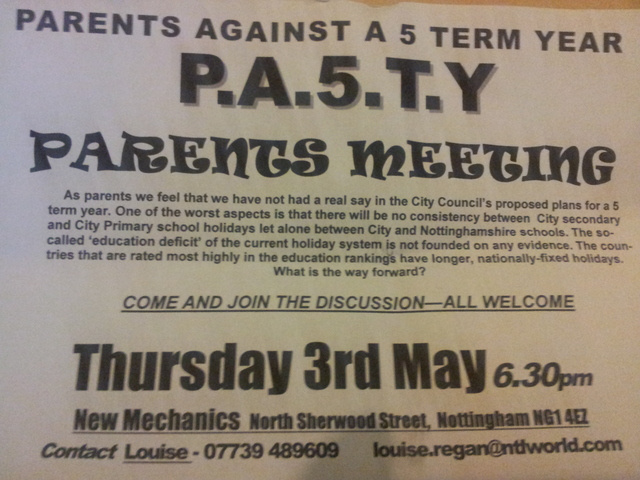 PARENTS AGAINST A 5 TERM YEAR
P.A.5.T.Y
PARENTS MEETING
As parents we feel that we have not had a real say in the City Council's proposed plans for a 5
term year. One of the worst aspects is that there will be no consistency between City secondary
and City Primary school holidays let alone between City and Nottinghamshire schools. The so-
called 'education deficit' of the current holiday system is not founded on any evidence. The coun-
tries that are rated most highly in the education rankings have longer, nationally-fixed holidays.
What is the way forward?
COME AND JOIN THE DISCUSSION—ALL WELCOME
Thursday 3rd May 6.30pm
New Mechanics North Sherwood Street, Nottingham NG1 4EZ
Contact Louise - 07739 489609 louise.regan@ntlworld.com